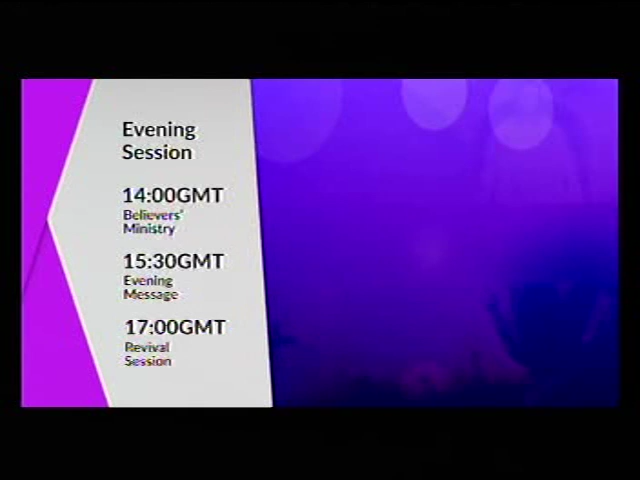 Evening
Session
14:00GMT
Believers'
Ministry
15:30GMT
Evening
Message
17:00GMT
Revival
Session